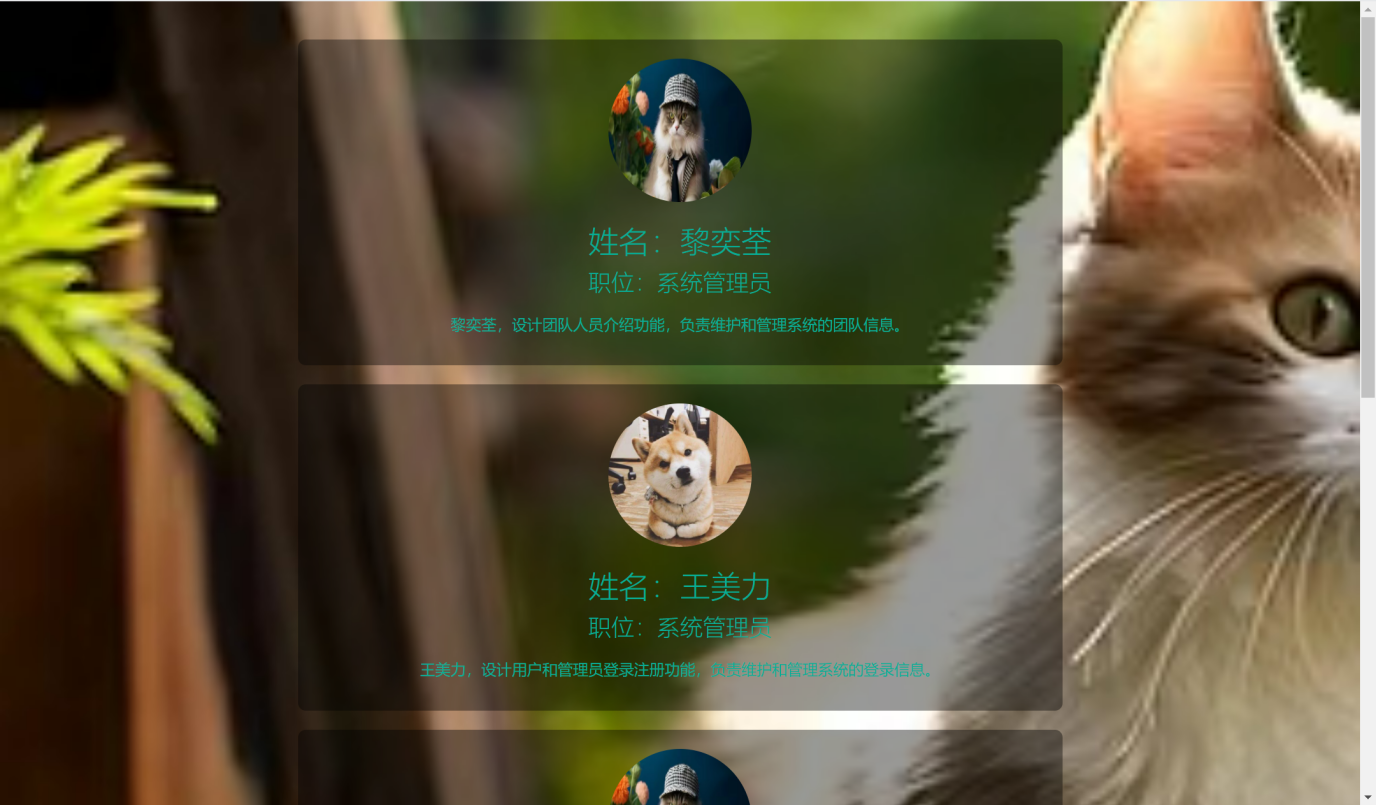 姓名：黎奕荃
职位：系统管理员
黎奕荃，设计团队人员介绍功能，负责维护和管理系统的团队信息。
姓名：王美力
职位：系统管理员
王美力，设计用户和管理员登录注册功能，负责维护和管理系统的登录信息。